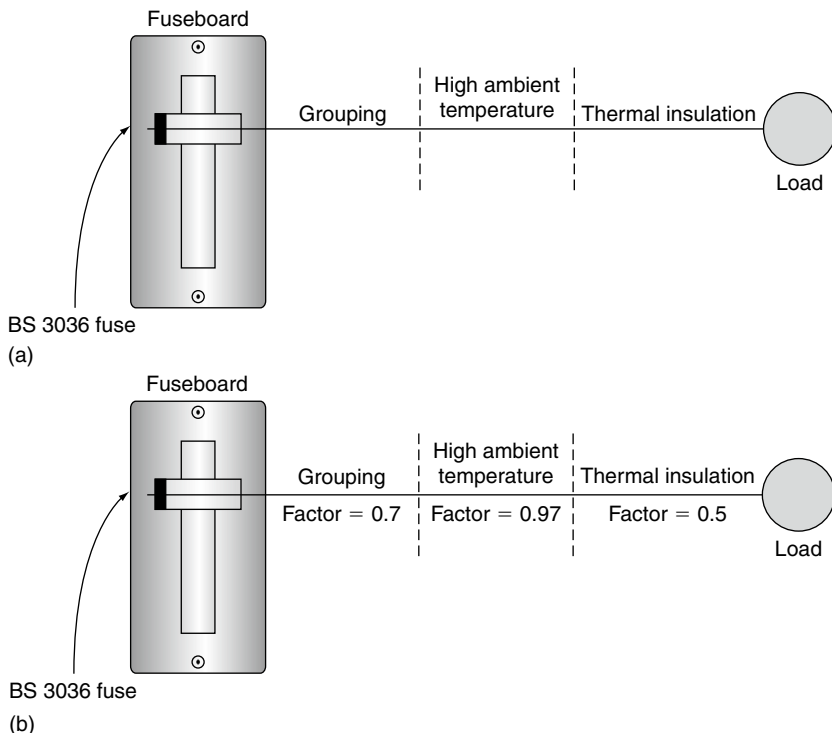 Fuseboard
Grouping
High ambient
temperature
Thermal insulation
Load
BS 3036 fuse
(a)
Fuseboard
Grouping
High ambient
temperature
Thermal insulation
Factor = 0.7
Factor = 0.97
Factor = 0.5
Load
BS 3036 fuse
(b)